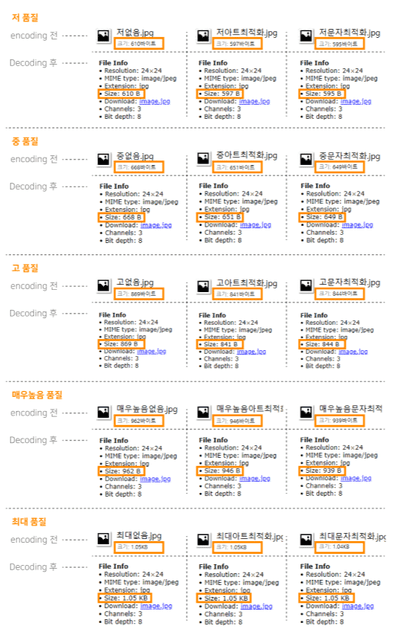 저 품질
encoding 전
저없음.jpg
크기: 610바이트
저아트최적화.jpg
크기: 597바이트
저문자최적화.jpg
크기: 595바이트
Decoding 후
File Info
• Resolution: 24×24
• MIME type: image/jpeg
• Extension: jpg
• Size: 610 B
• Download: image.jpg
• Channels: 3
• Bit depth: 8
File Info
• Resolution: 24×24
• MIME type: image/jpeg
• Extension: jpg
• Size: 597 B
• Download: image.jpg
• Channels: 3
• Bit depth: 8
File Info
• Resolution: 24×24
• MIME type: image/jpeg
• Extension: jpg
• Size: 595 B
• Download: image.jpg
• Channels: 3
• Bit depth: 8
중 품질
encoding 전
중없음.jpg
크기: 668바이트
중아트최적화.jpg
크기: 651바이트
중문자최적화.jpg
크기: 649바이트
Decoding 후
File Info
• Resolution: 24×24
• MIME type: image/jpeg
• Extension: jpg
• Size: 668 B
• Download: image.jpg
• Channels: 3
• Bit depth: 8
File Info
• Resolution: 24×24
• MIME type: image/jpeg
• Extension: jpg
• Size: 651 B
• Download: image.jpg
• Channels: 3
• Bit depth: 8
File Info
• Resolution: 24×24
• MIME type: image/jpeg
• Extension: jpg
• Size: 649 B
• Download: image.jpg
• Channels: 3
• Bit depth: 8
고 품질
encoding 전
고없음.jpg
크기: 869바이트
고아트최적화.jpg
크기: 841바이트
고문자최적화.jpg
크기: 844바이트
Decoding 후
File Info
• Resolution: 24×24
• MIME type: image/jpeg
• Extension: jpg
• Size: 869 B
• Download: image.jpg
• Channels: 3
• Bit depth: 8
File Info
• Resolution: 24×24
• MIME type: image/jpeg
• Extension: jpg
• Size: 841 B
• Download: image.jpg
• Channels: 3
• Bit depth: 8
File Info
• Resolution: 24×24
• MIME type: image/jpeg
• Extension: jpg
• Size: 844 B
• Download: image.jpg
• Channels: 3
• Bit depth: 8
매우높음 품질
encoding 전
매우높음없음.jpg
크기: 962바이트
매우높음아트최적
크기: 946바이트
매우높음문자최적
크기: 939바이트
Decoding 후
File Info
• Resolution: 24×24
• MIME type: image/jpeg
• Extension: jpg
• Size: 962 B
• Download: image.jpg
• Channels: 3
• Bit depth: 8
File Info
• Resolution: 24×24
• MIME type: image/jpeg
• Extension: jpg
• Size: 946 B
• Download: image.jpg
• Channels: 3
• Bit depth: 8
File Info
• Resolution: 24×24
• MIME type: image/jpeg
• Extension: jpg
• Size: 939 B
• Download: image.jpg
• Channels: 3
• Bit depth: 8
최대 품질
encoding 전
최대없음.jpg
크기: 1.05KB
최대아트최적화.jpg
크기: 1.05KB
최대문자최적화.jpg
크기: 1.04KB
Decoding 후
File Info
• Resolution: 24×24
• MIME type: image/jpeg
• Extension: jpg
• Size: 1.05 KB
• Download: image.jpg
• Channels: 3
• Bit depth: 8
File Info
• Resolution: 24×24
• MIME type: image/jpeg
• Extension: jpg
• Size: 1.05 KB
• Download: image.jpg
• Channels: 3
• Bit depth: 8
File Info
• Resolution: 24×24
• MIME type: image/jpeg
• Extension: jpg
• Size: 1.05 KB
• Download: image.jpg
• Channels: 3
• Bit depth: 8